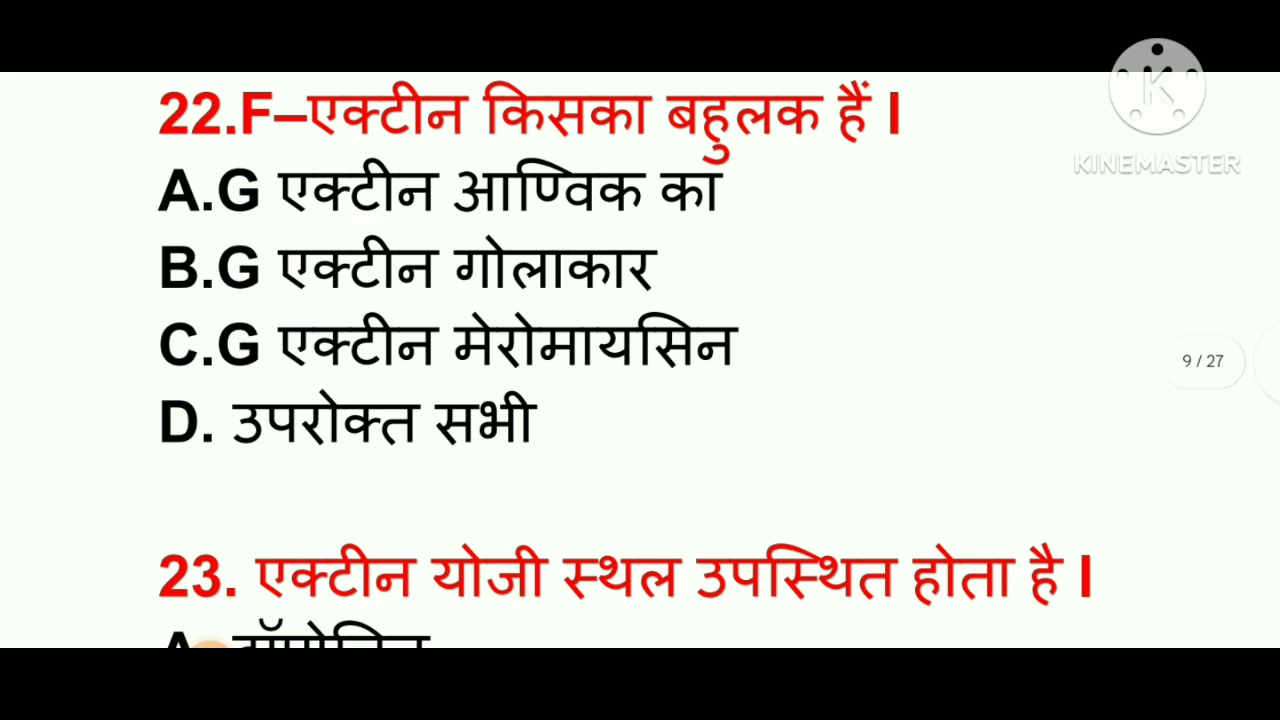 22.F–एक्टीन किसका बहुलक हैं I
KINEMASTER
A.G एक्टीन आण्विक का
B.G एक्टीन गोलाकार
C.G एक्टीन मेरोमायसिन
9 / 27
D. उपरोक्त सभी
23. एक्टीन योजी स्थल उपस्थित होता है I